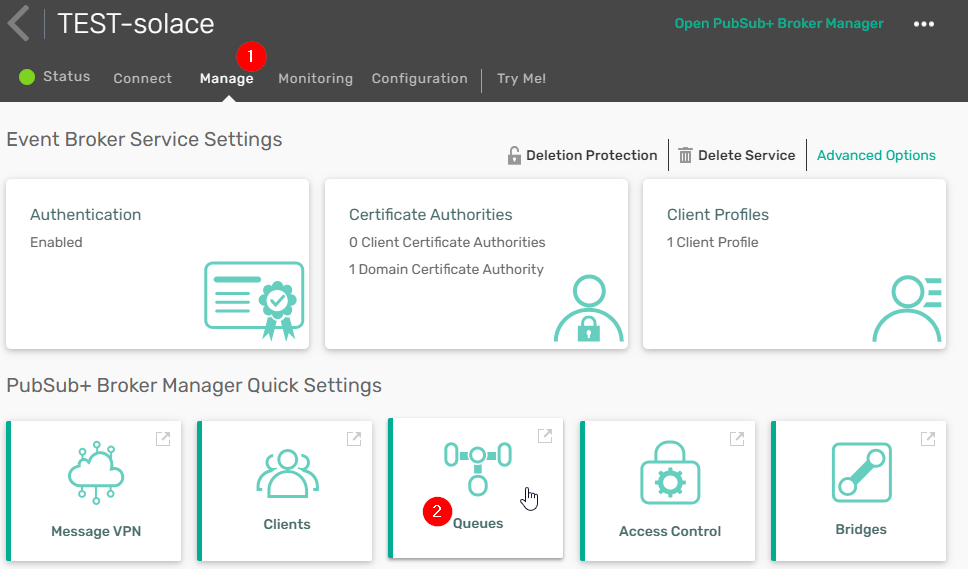 TEST-solace
Open PubSub+ Broker Manager
1
Status Connect Manage Monitoring Configuration Try Me!
Event Broker Service Settings
Deletion Protection Delete Service Advanced Options
Authentication
Enabled
Certificate Authorities
0 Client Certificate Authorities
1 Domain Certificate Authority
Client Profiles
1 Client Profile
PubSub+ Broker Manager Quick Settings
Message VPN
Clients
2
Queues
Access Control
Bridges